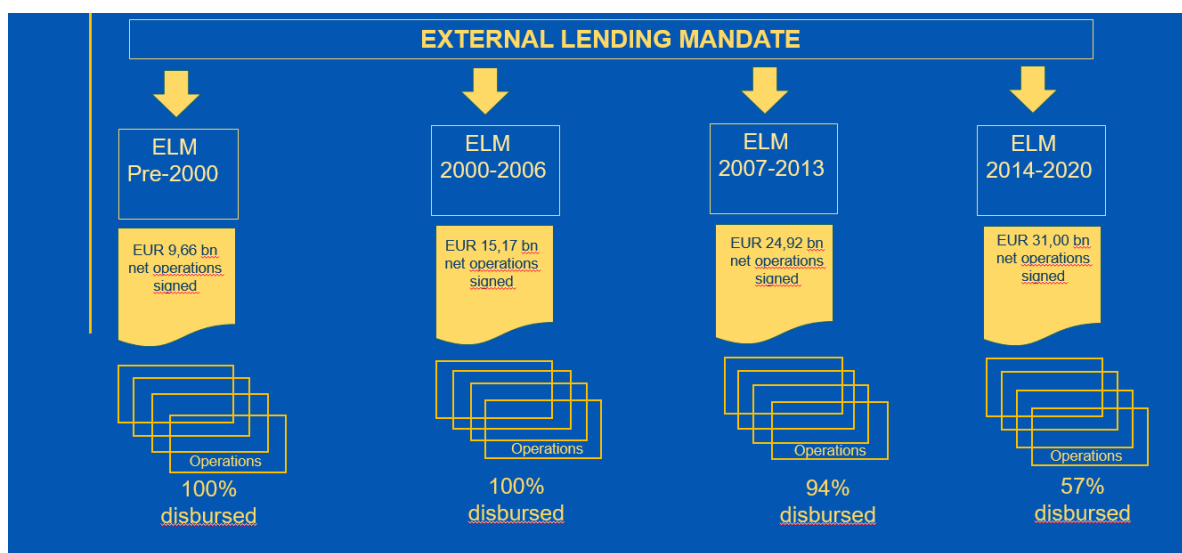 EXTERNAL LENDING MANDATE
ELM
Pre-2000
ELM
2000-2006
ELM
2007-2013
ELM
2014-2020
EUR 9,66 bn
net operations
signed
EUR 15,17 bn
net operations
signed
EUR 24,92 bn
net operations
signed
EUR 31,00 bn
net operations
signed
Operations
Operations
Operations
Operations
100%
disbursed
100%
disbursed
94%
disbursed
57%
disbursed